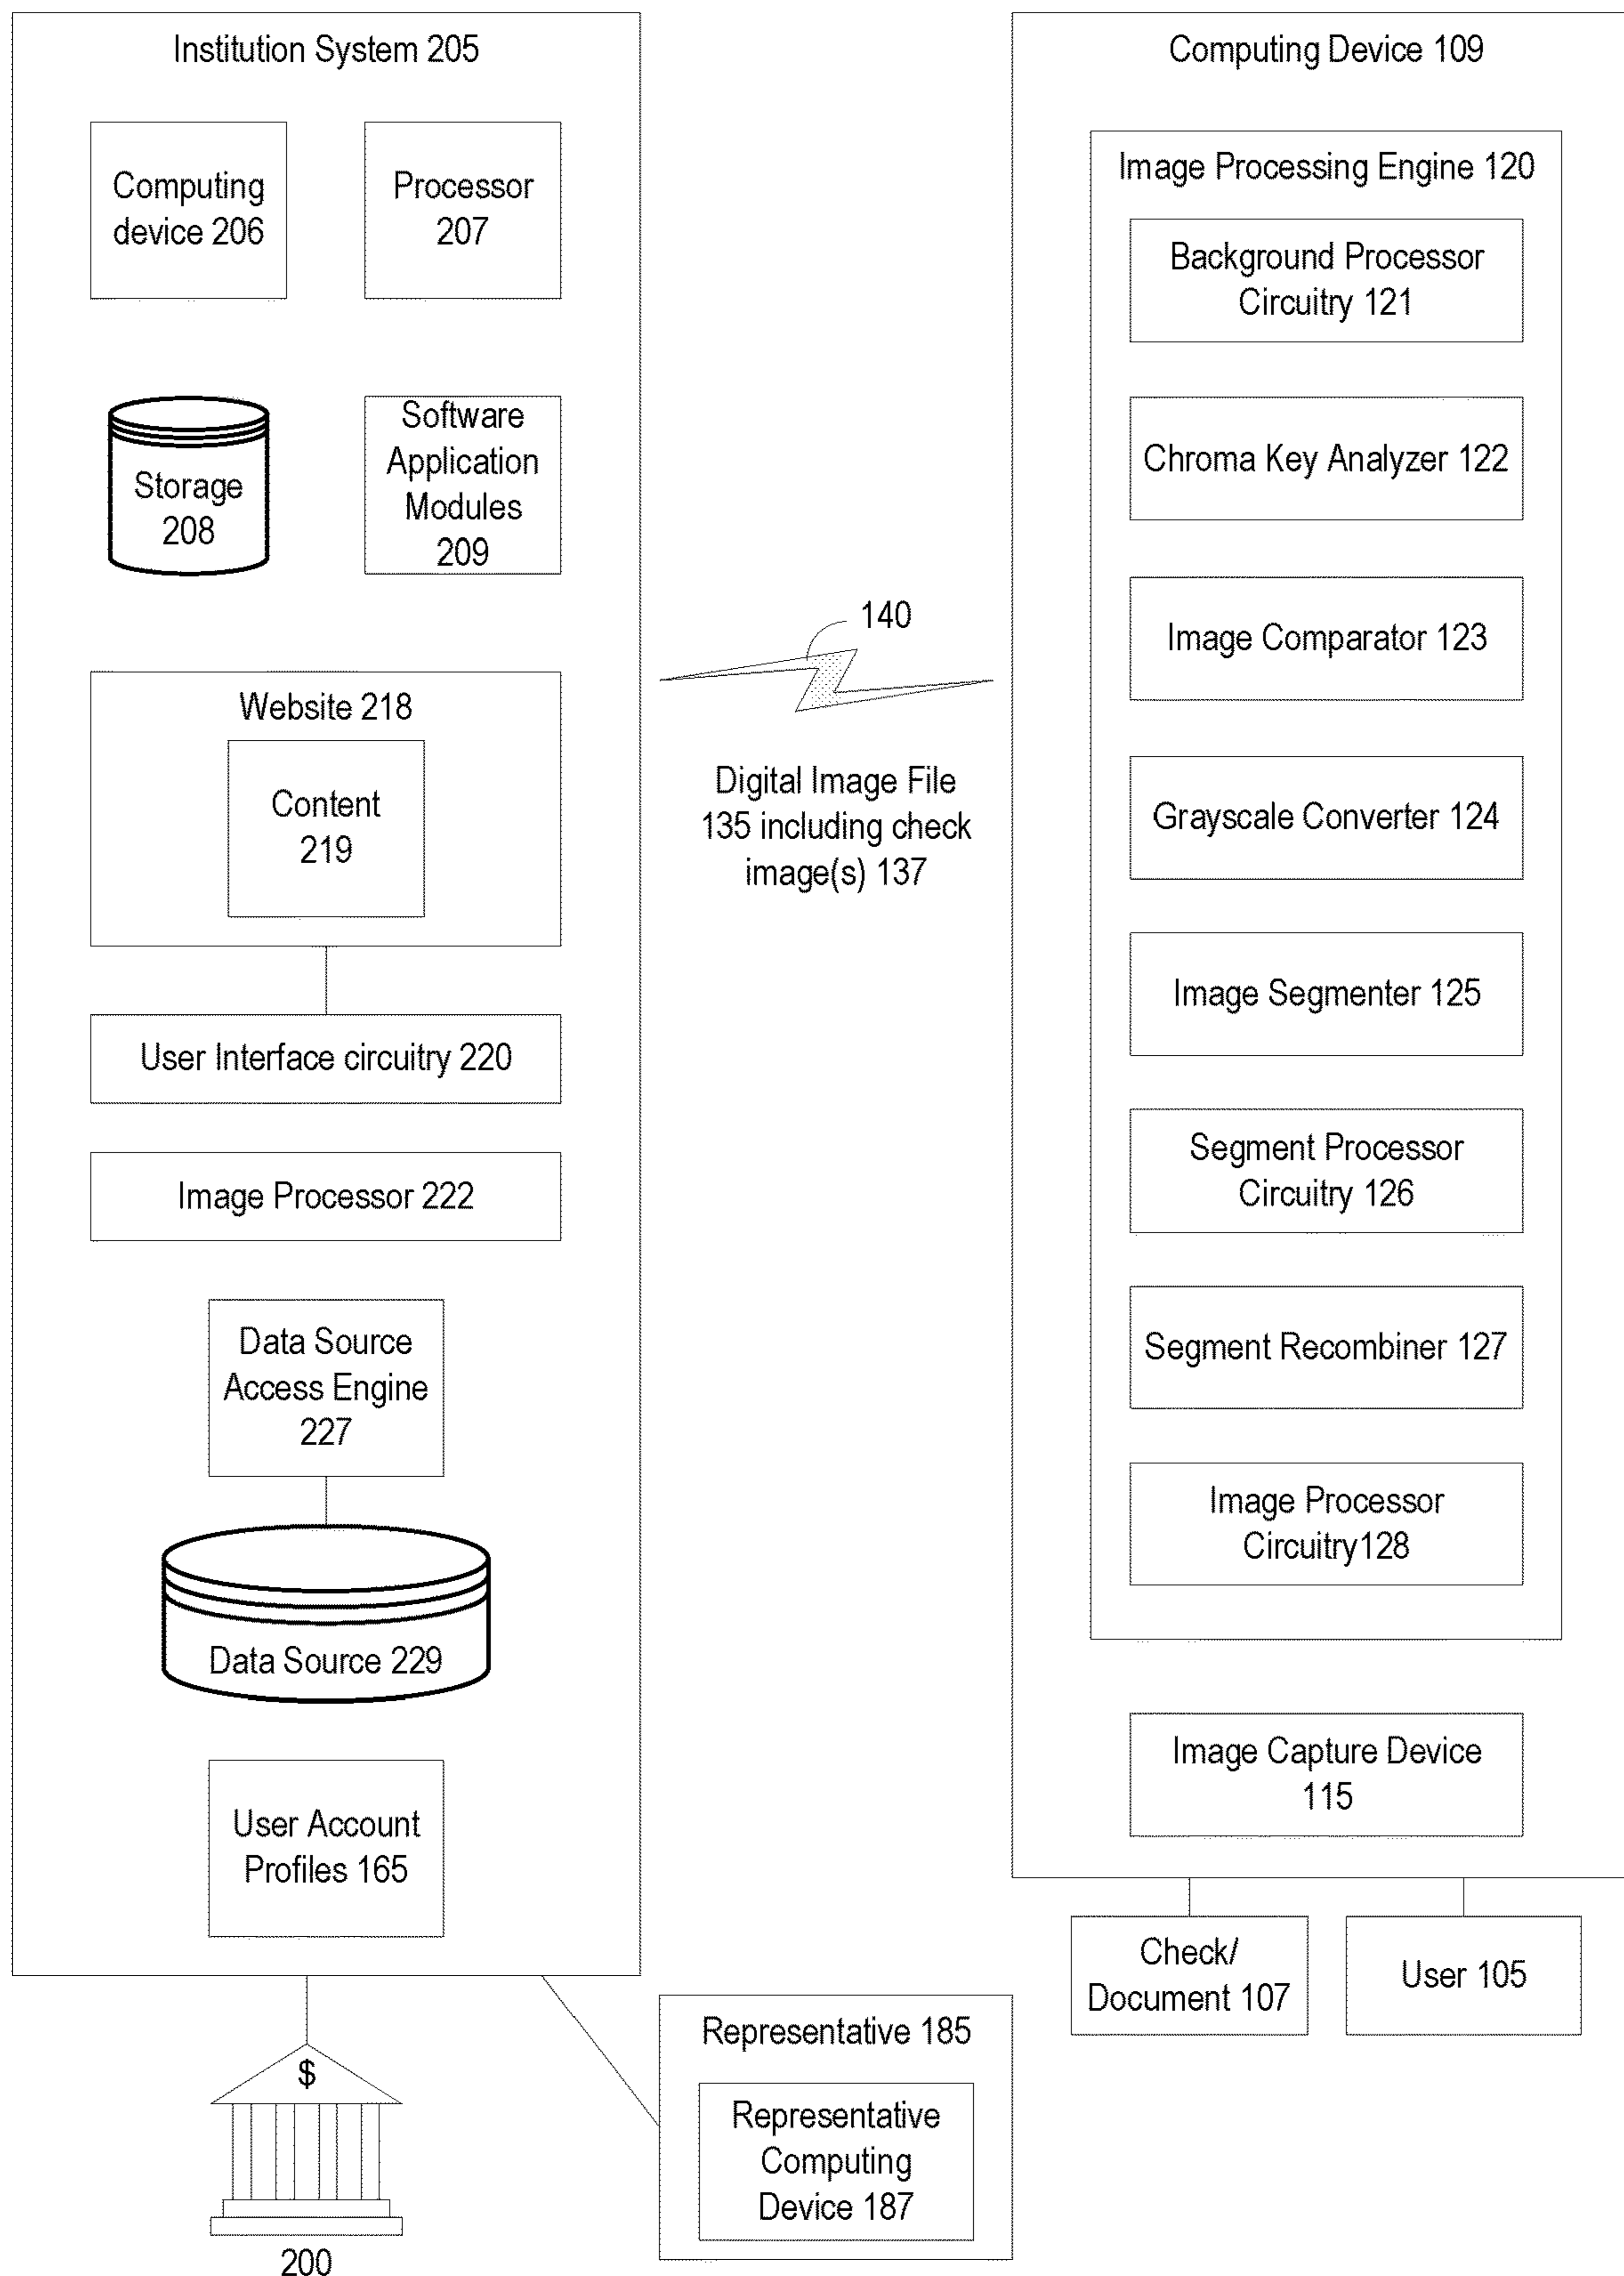 Institution System 205
Computing
device 206
Processor
207
Storage
208
Software
Application
Modules
209
Website 218
Content
219
User Interface circuitry 220
Image Processor 222
Data Source
Access Engine
227
Data Source 229
User Account
Profiles 165
$
200
140
Digital Image File
135 including check
image(s) 137
Representative 185
Representative
Computing
Device 187
Computing Device 109
Image Processing Engine 120
Background Processor
Circuitry 121
Chroma Key Analyzer 122
Image Comparator 123
Grayscale Converter 124
Image Segmenter 125
Segment Processor
Circuitry 126
Segment Recombiner 127
Image Processor
Circuitry128
Image Capture Device
115
Check/
Document 107
User 105